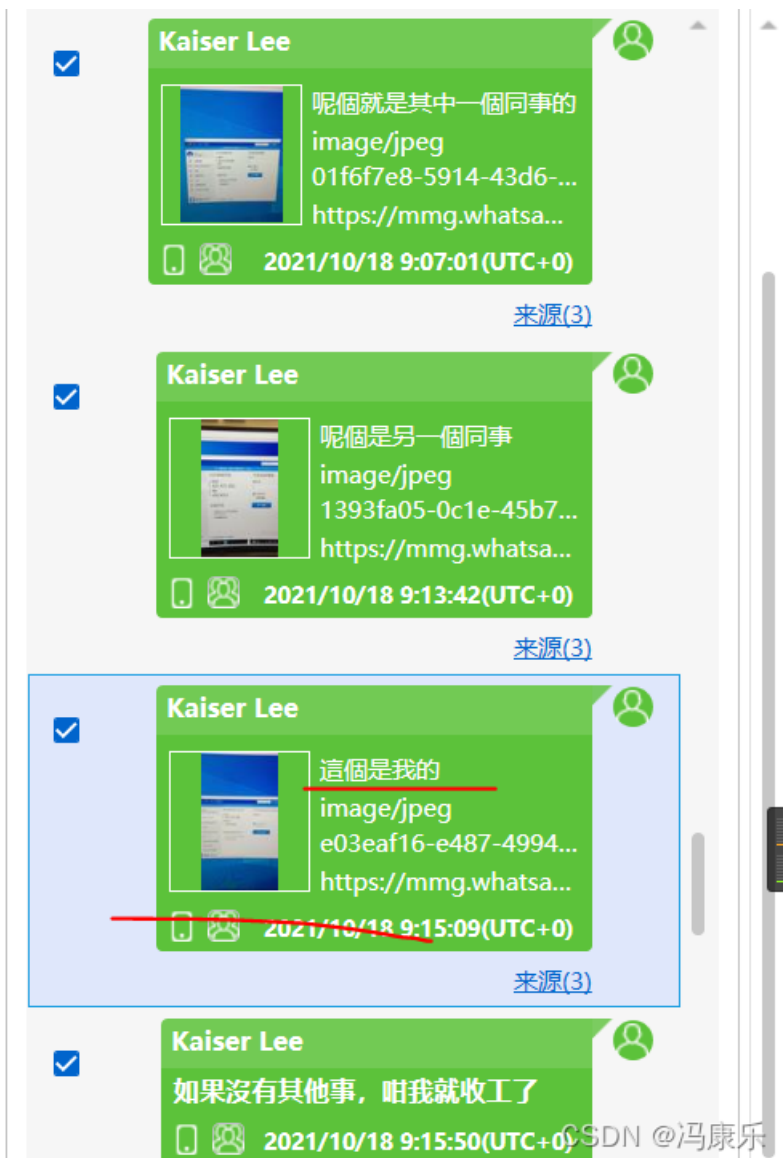 Kaiser Lee
呢個就是其中一個同事的
image/jpeg
01f6f7e8-5914-43d6-...
https://mmg.whatsa...
2021/10/18 9:07:01(UTC+0)
来源(3)
Kaiser Lee
呢個是另一個同事
image/jpeg
1393fa05-0c1e-45b7...
https://mmg.whatsa...
2021/10/18 9:13:42(UTC+0)
来源(3)
Kaiser Lee
這個是我的
image/jpeg
e03eaf16-e487-4994...
https://mmg.whatsa...
2021/10/18 9:15:09(UTC+0)
来源(3)
Kaiser Lee
如果沒有其他事，咁我就收工了
2021/10/18 9:15:50(UTC+0)
CSDN @冯康乐